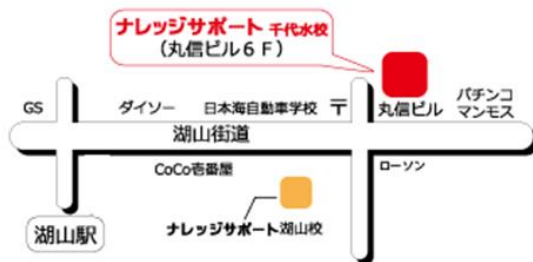 ナレッジサポート 千代水校
(丸信ビル6F)
GS
ダイソー
日本海自動車学校
〒
丸信ビル
パチンコ
マンモス
湖山街道
CoCo壱番屋
ローソン
湖山駅
ナレッジサポート湖山校